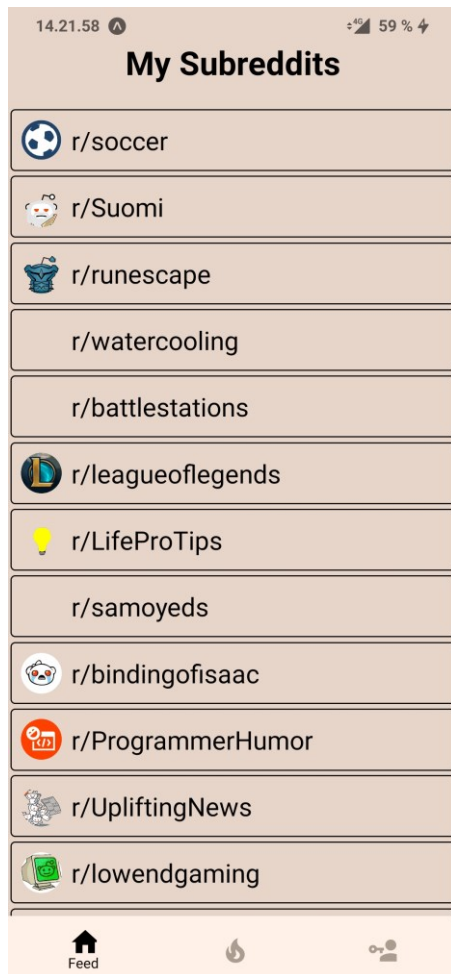 14.21.58
4G 59 %
My Subreddits
r/soccer
r/Suomi
r/runescape
r/watercooling
r/battlestations
r/leagueoflegends
r/LifeProTips
r/samoyeds
r/bindingofisaac
r/ProgrammerHumor
r/UpliftingNews
r/lowendgaming
Feed